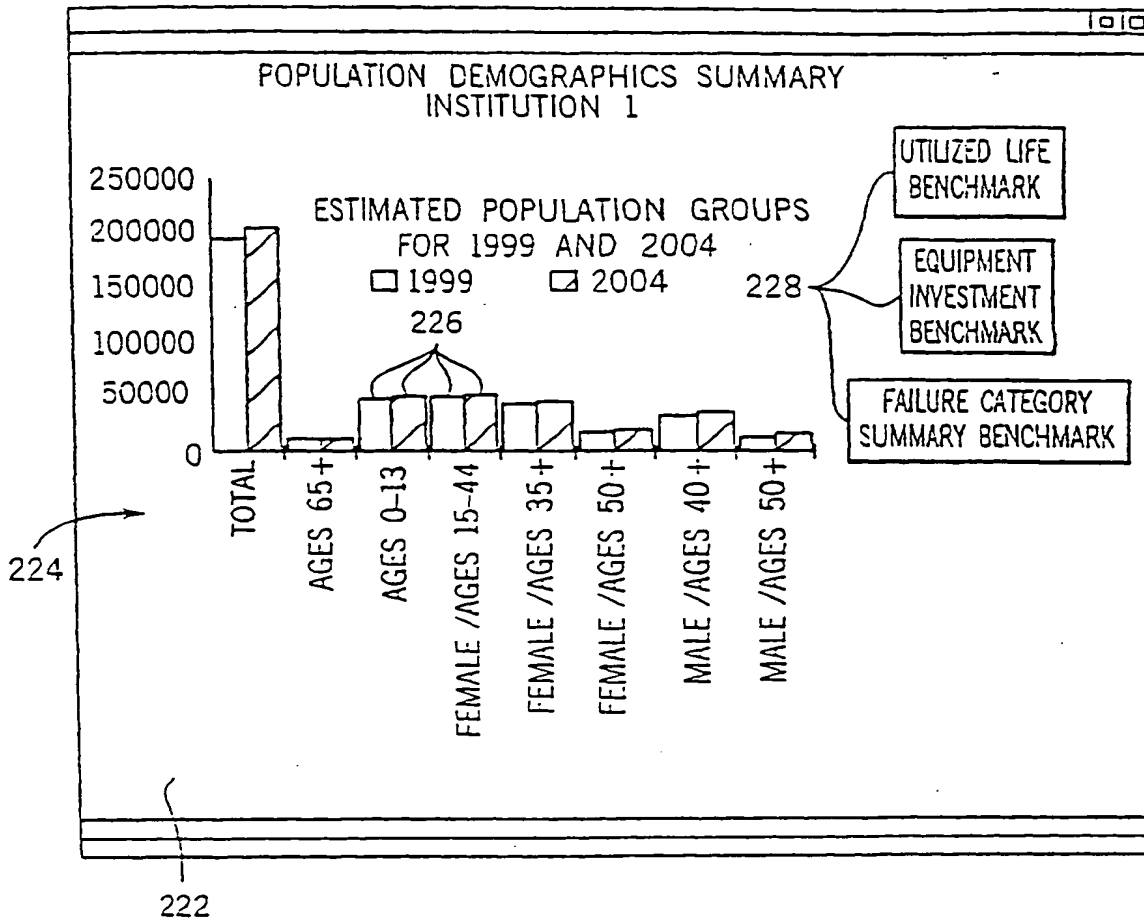 POPULATION DEMOGRAPHICS SUMMARY
INSTITUTION 1
UTILIZED LIFE
BENCHMARK
250000
200000
150000
100000
50000
0
ESTIMATED POPULATION GROUPS
FOR 1999 AND 2004
1999
2004
226
228
EQUIPMENT
INVESTMENT
BENCHMARK
FAILURE CATEGORY
SUMMARY BENCHMARK
TOTAL
AGES 65+
AGES 0-13
FEMALE /AGES 15-44
FEMALE /AGES 35+
FEMALE /AGES 50+
MALE /AGES 40+
MALE /AGES 50+
224
222